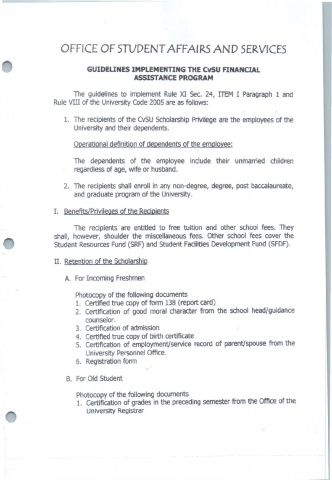 OFFICE OF STUDENT AFFAIRS AND SERVICES
GUIDELINES IMPLEMENTING THE CvSU FINANCIAL
ASSISTANCE PROGRAM
The guidelines to implement Rule XI Sec. 24, ITEM I Paragraph 1 and
Rule VIII of the University Code 2005 are as follows:
1. The recipients of the CvSU Scholarship Privilege are the employees of the
University and their dependents.
Operational definition of dependents of the employee:
The dependents of the employee include their unmarried children
regardless of age, wife or husband.
2. The recipients shall enroll in any non-degree, degree, post baccalaureate,
and graduate program of the University.
I. Benefits/Privileges of the Recipients
The recipients are entitled to free tuition and other school fees. They
shall, however, shoulder the miscellaneous fees. Other school fees cover the
Student Resources Fund (SRF) and Student Facilities Development Fund (SFDF).
II. Retention of the Scholarship
A. For Incoming Freshmen
Photocopy of the following documents
1. Certified true copy of form 138 (report card)
2. Certification of good moral character from the school head/guidance
counselor.
3. Certification of admission
4. Certified true copy of birth certificate
5. Certification of employment/service record of parent/spouse from the
University Personnel Office.
6. Registration form
B. For Old Student
Photocopy of the following documents
1. Certification of grades in the preceding semester from the Office of the
University Registrar